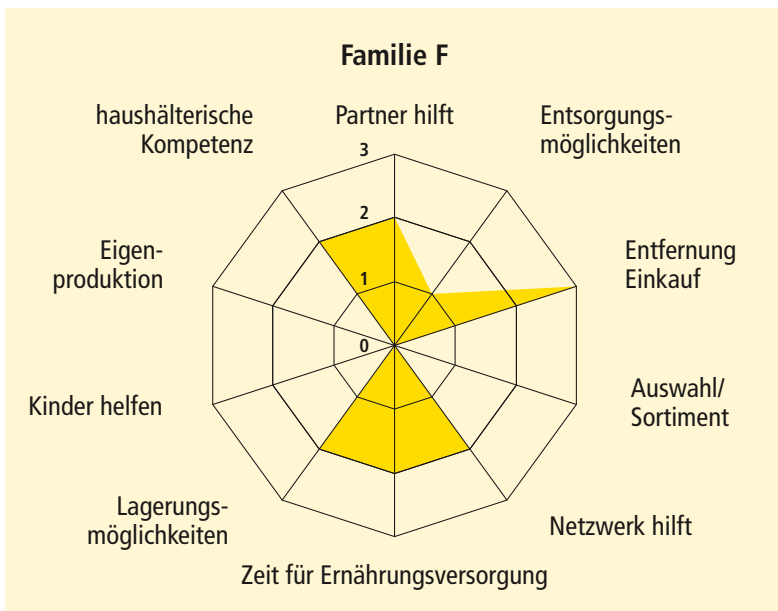 Familie F
haushälterische
Kompetenz
Partner hilft
Entsorgungs-
möglichkeiten
3
2
1
0
Eigen-
produktion
Entfernung
Einkauf
Kinder helfen
Auswahl/
Sortiment
Lagerungs-
möglichkeiten
Netzwerk hilft
Zeit für Ernährungsversorgung